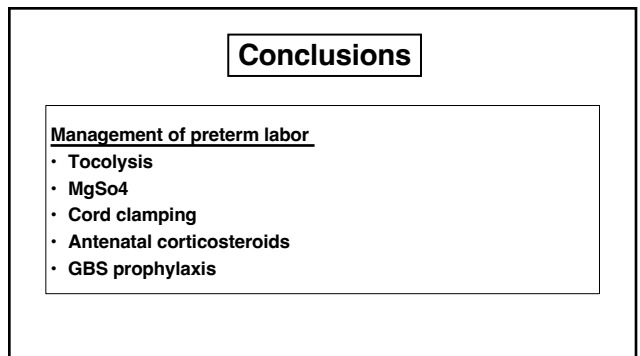 Conclusions
Management of preterm labor
• Tocolysis
• MgSo4
• Cord clamping
• Antenatal corticosteroids
• GBS prophylaxis